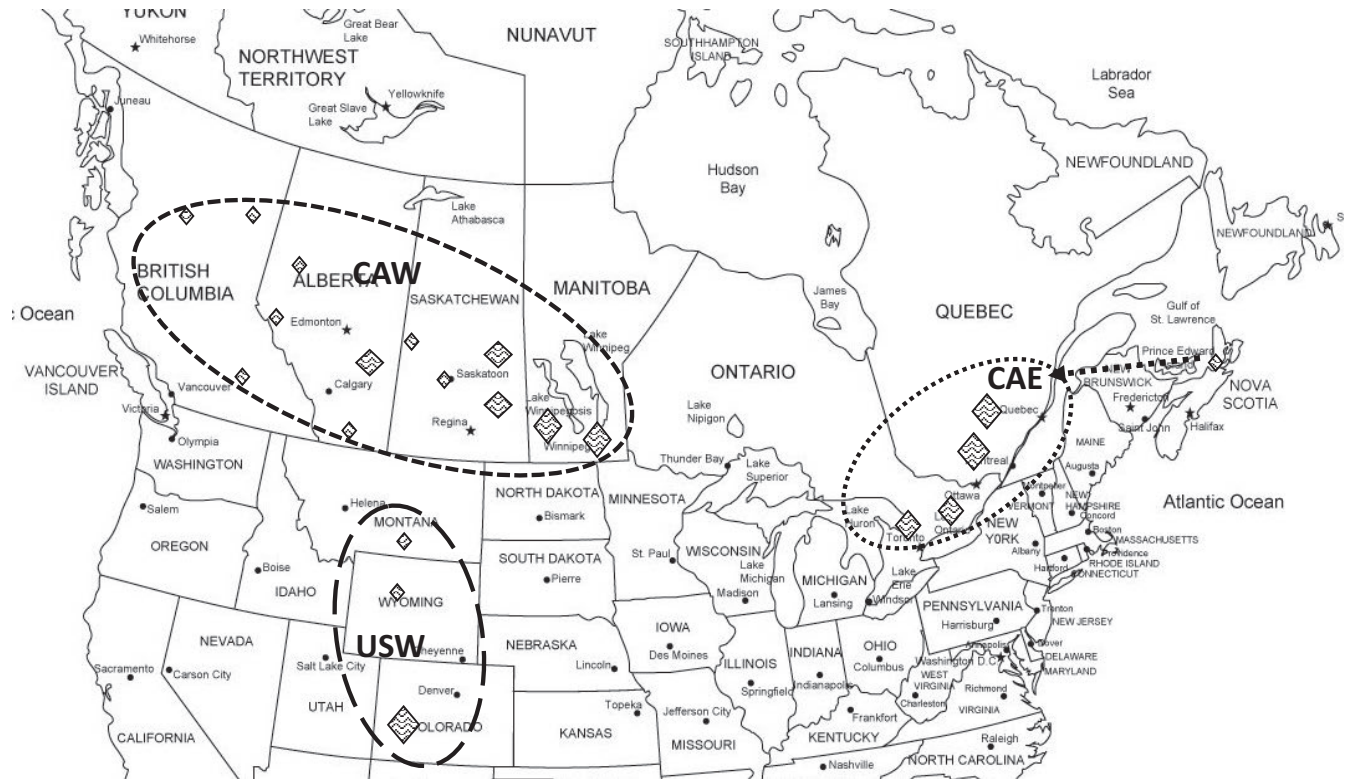 YUKON
Whitehorse
Great Bear
Lake
NORTHWEST
TERRITORY
NUNAVUT
SOUTHHAMPTON
ISLAND
Labrador
Sea
Juneau
Great Slave
Lake
Yellowknife
Hudson
Bay
NEWFOUNDLAND
Lake
Athabasca
S
NEWFOUNDLAND
BRITISH
COLUMBIA
ALBERTA
CAW
SASKATCHEWAN
MANITOBA
James
Bay
QUEBEC
Gulf of
St. Lawrence
c Ocean
Edmonton
Lake
Winnipeg
VANCOUVER
ISLAND
Vancouver
Calgary
Saskatoon
ONTARIO
CAE
Prince Edward
BRUNSWICK
Fredericton
NOVA
SCOTIA
Victoria
Regina
Lake
Winnipegosis
Lake
Nipigon
Quebec
Saint John
Halifax
Olympia
WASHINGTON
Winnipeg
Thunder Bay
Lake
Superior
ntreal
MAINE
Augusta
Salem
Helena
MONTANA
NORTH DAKOTA
Bismark
MINNESOTA
Ottawa
Montpelier
VERMONT
NEW
HAMPSHIRE
Concord
Atlantic Ocean
OREGON
Boise
IDAHO
SOUTH DAKOTA
Pierre
St. Paul
WISCONSIN
Lake
Michigan
Madison
Lake
Huron
Toronto
Ontario
NEW
YORK
Albany
Boston
MASSACHUSETTS
Providence
RHODE ISLAND
Hartford
CONNECTICUT
WYOMING
MICHIGAN
Lansing
Lake
Erie
Windsor
PENNSYLVANIA
Harrisburg
Trenton
NEW JERSEY
NEVADA
USW
Cheyenne
NEBRASKA
Lincoln
IOWA
Des Moines
ILLINOIS
Springfield
INDIANA
Indianapolis
OHIO
Columbus
Annapolis
Washington D.C.
Dover
DELAWARE
MARYLAND
Sacramento
Carson City
Salt Lake City
UTAH
Denver
COLORADO
Topeka
KANSAS
Jefferson City
MISSOURI
WEST
VIRGINIA
Charleston
Richmond
VIRGINIA
CALIFORNIA
Frankfort
KENTUCKY
Nashville
Raleigh
NORTH CAROLINA